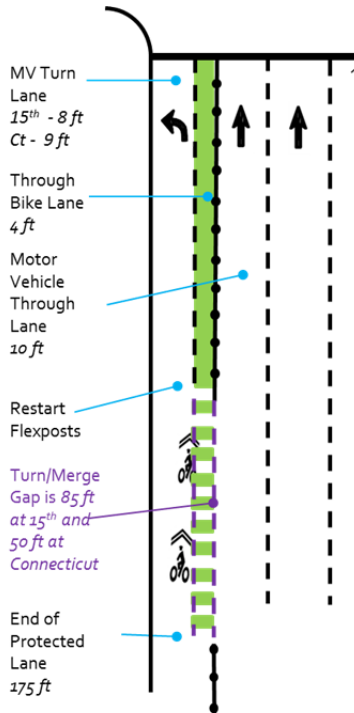 MV Turn
Lane
15th - 8 ft
Ct - 9 ft
Through
Bike Lane
4 ft
Motor
Vehicle
Through
Lane
10 ft
Restart
Flexposts
Turn/Merge
Gap is 85 ft
at 15th and
50 ft at
Connecticut
End of
Protected
Lane
175 ft